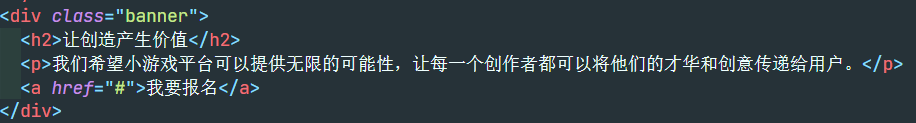 <div class="banner">
<h2>让创造产生价值</h2>
<p>我们希望小游戏平台可以提供无限的可能性，让每一个创作者都可以将他们的才华和创意传递给用户。</p>
<a href="#">我要报名</a>
</div>